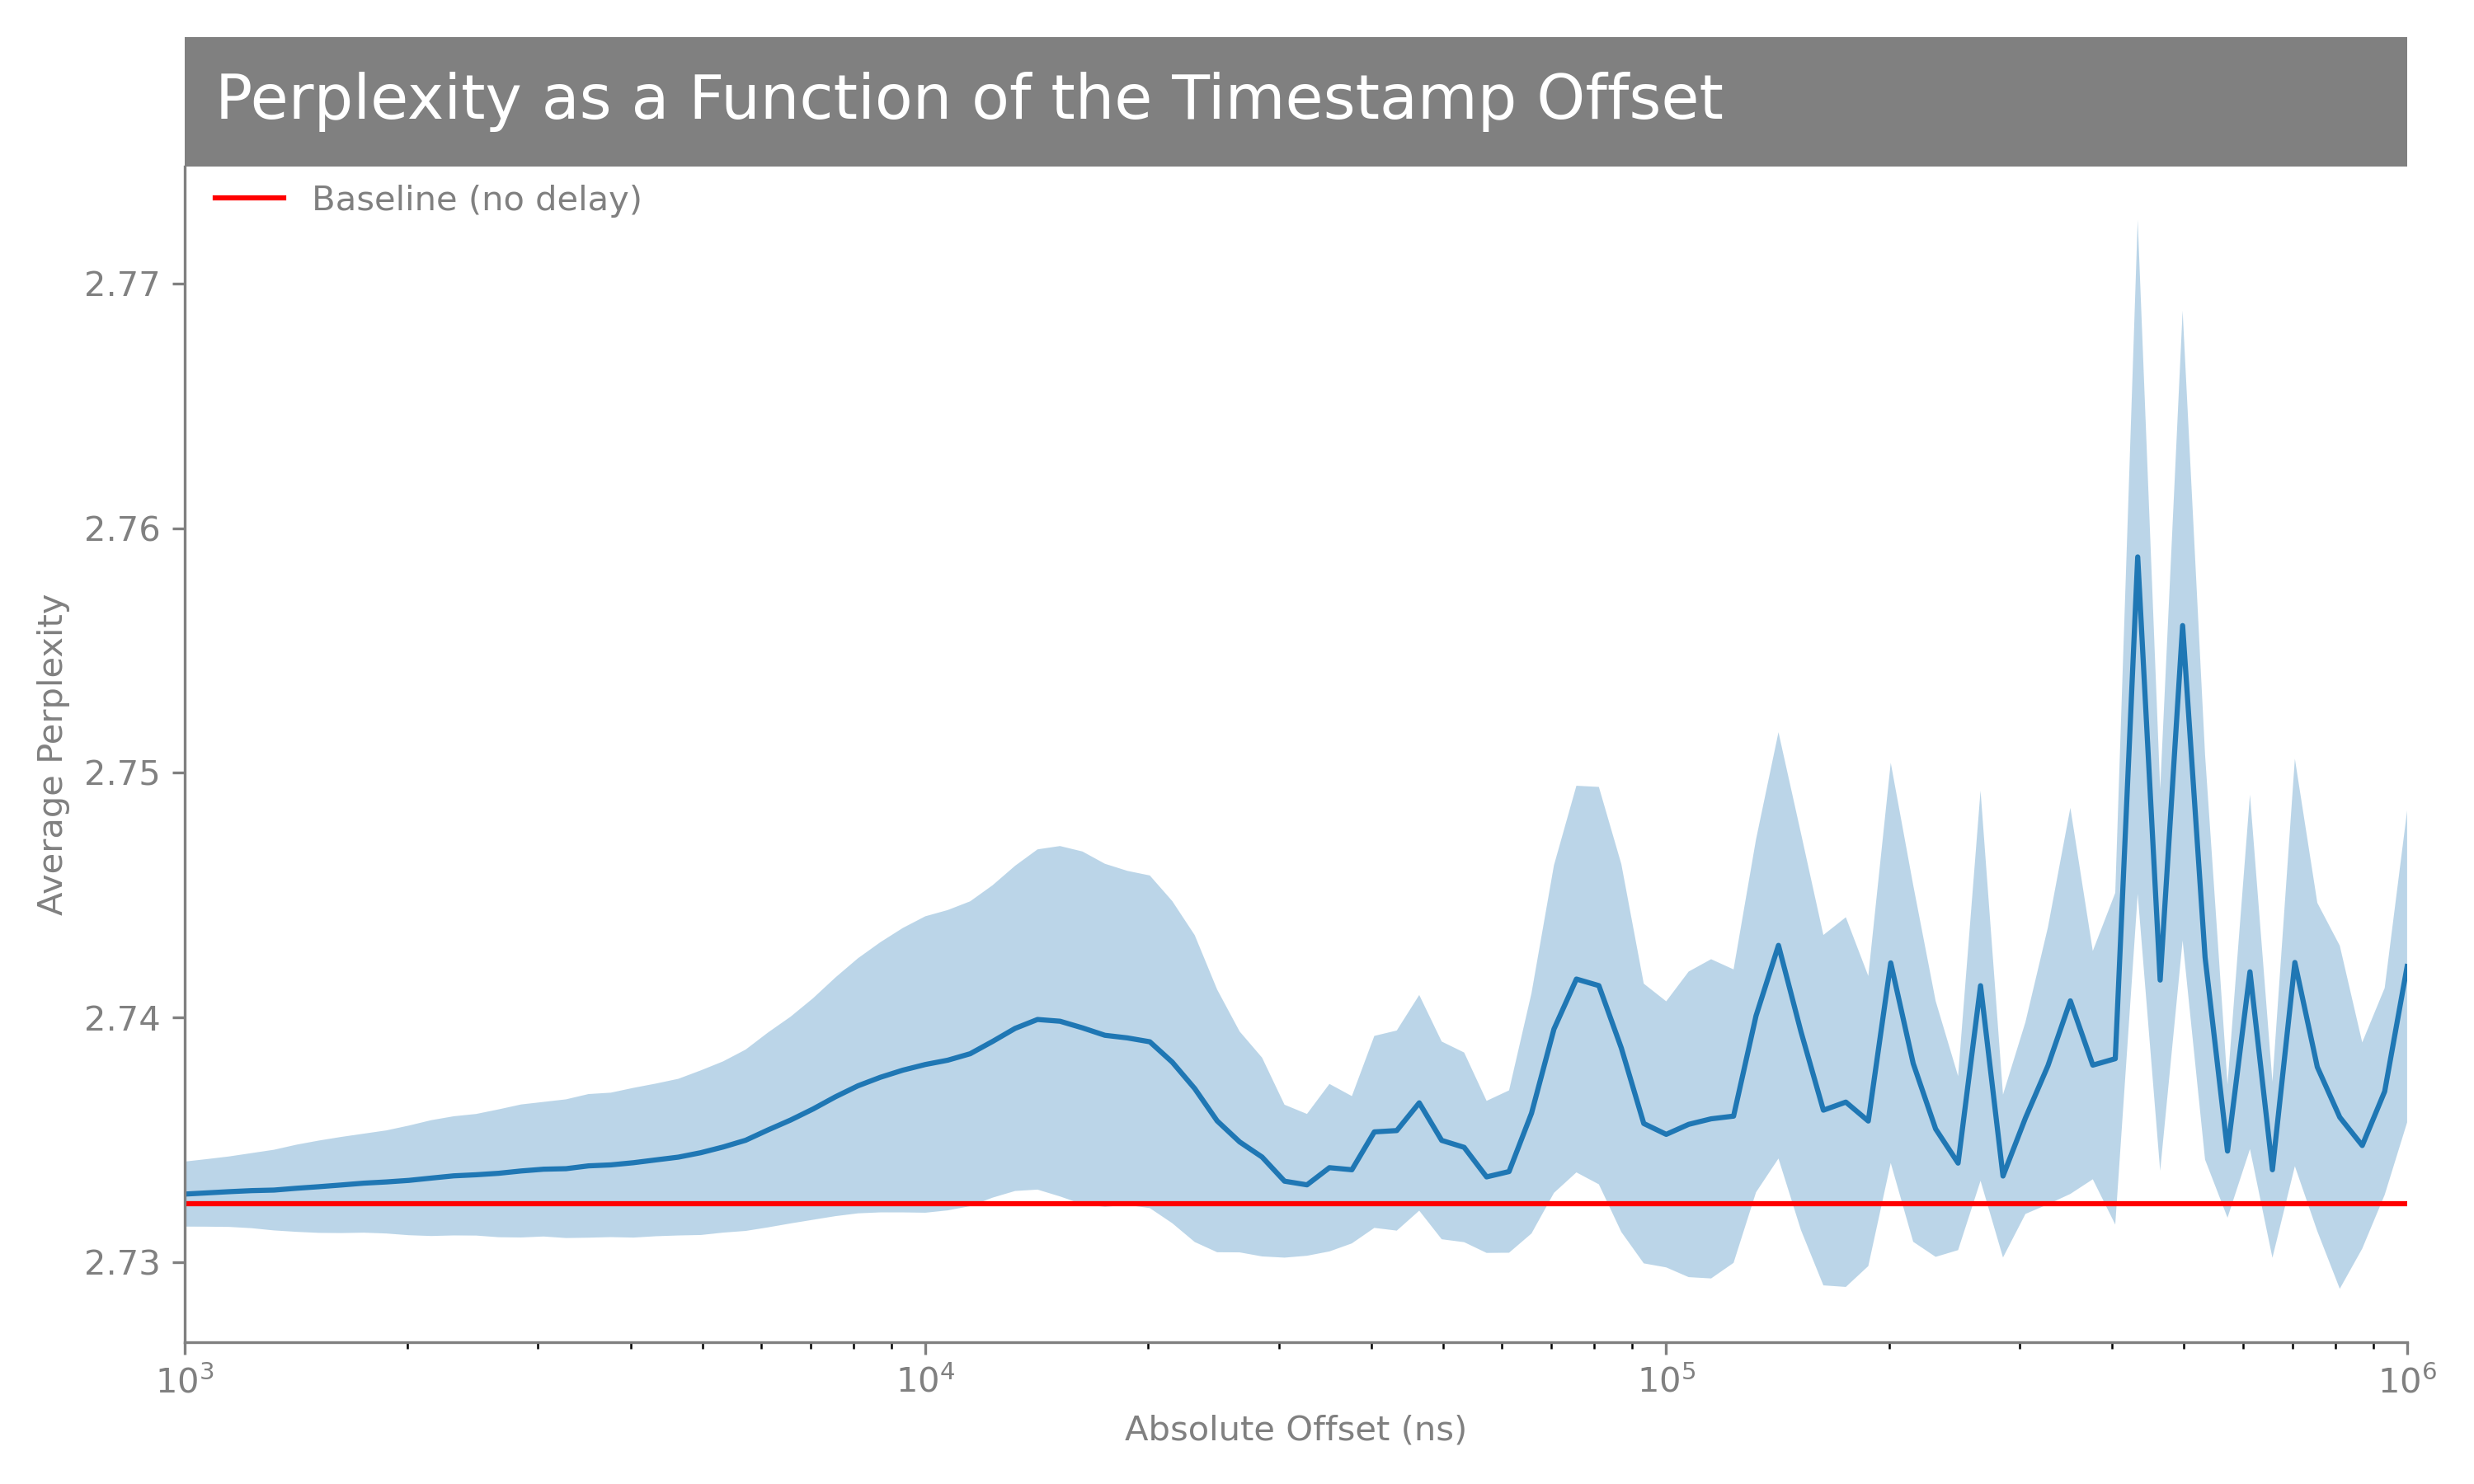 Perplexity as a Function of the Timestamp Offset
Baseline (no delay)
2.77
2.76
2.75
2.74
2.73
Average Perplexity
10³ 10⁴ 10⁵ 10⁶
Absolute Offset (ns)